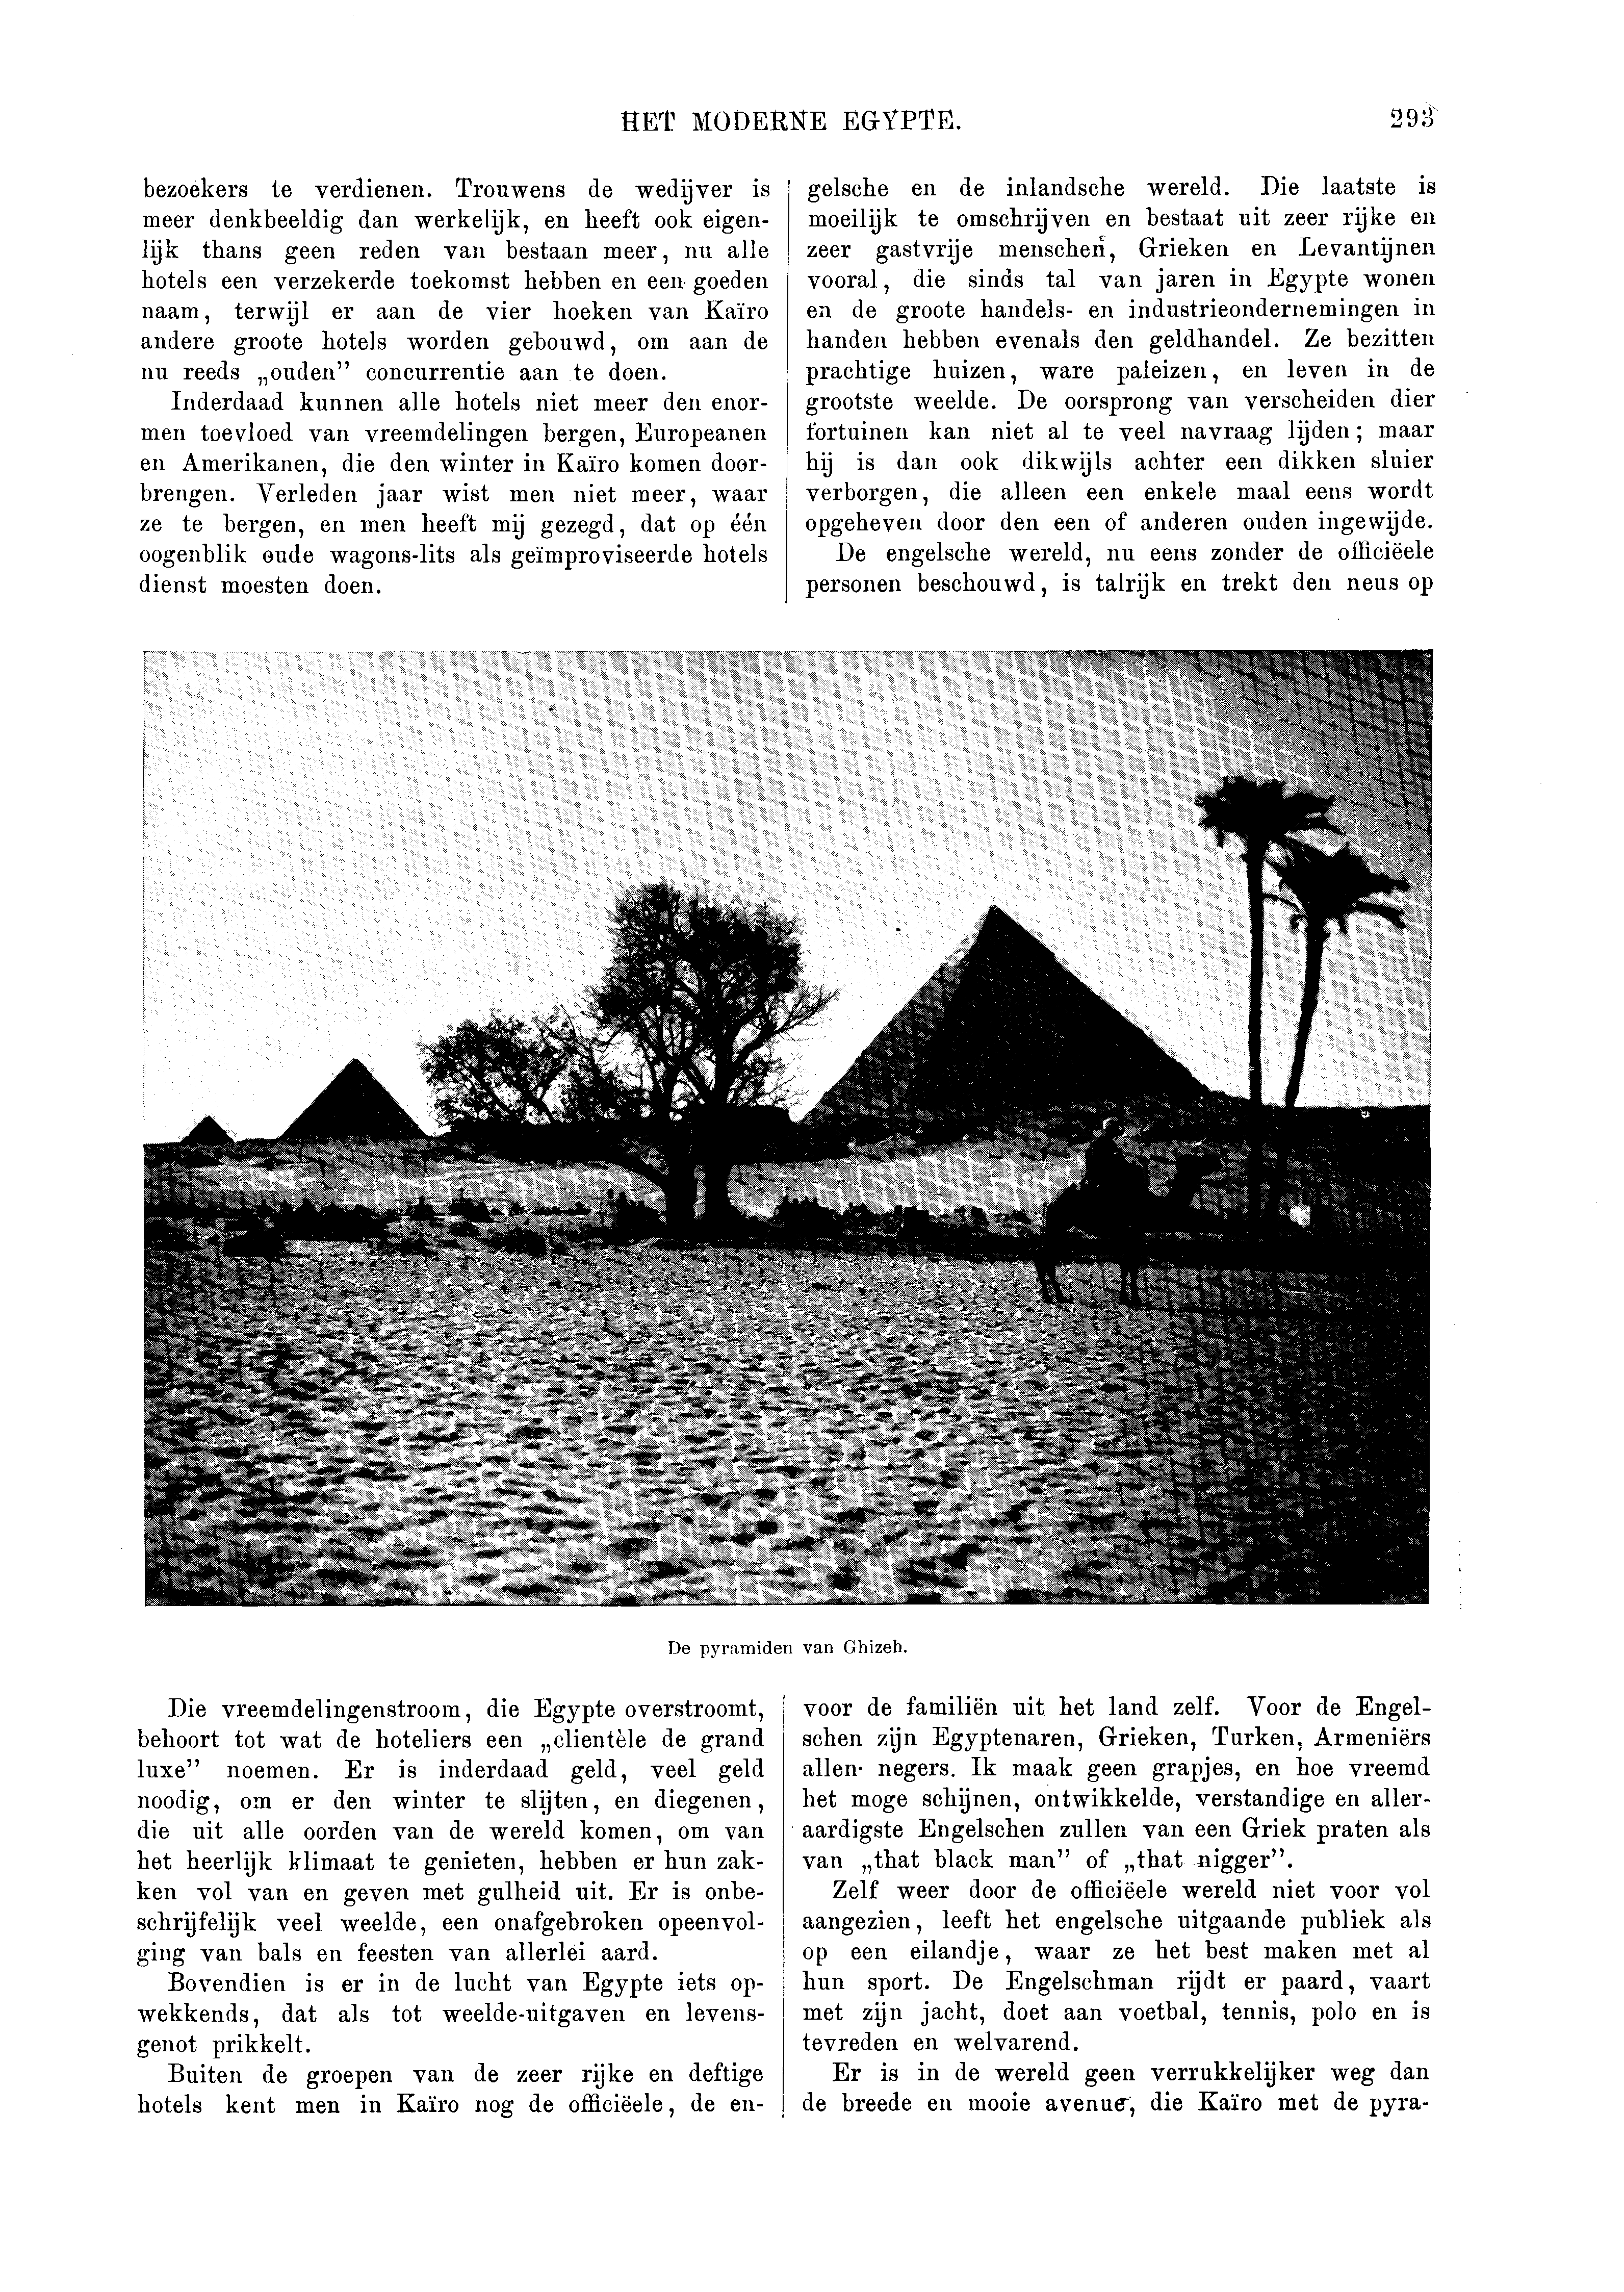 HET MODERNE EGYPTE.
293
bezoekers te verdienen. Trouwens de wedijver is
meer denkbeeldig dan werkelijk, en heeft ook eigen-
lijk thans geen reden van bestaan meer, nu alle
hotels een verzekerde toekomst hebben en een goeden
naam, terwijl er aan de vier hoeken van Kaïro
andere groote hotels worden gebouwd, om aan de
nu reeds „ouden” concurrentie aan te doen.
Inderdaad kunnen alle hotels niet meer den enor-
men toevloed van vreemdelingen bergen, Europeanen
en Amerikanen, die den winter in Kaïro komen door-
brengen. Verleden jaar wist men niet meer, waar
ze te bergen, en men heeft mij gezegd, dat op één
oogenblik oude wagons-lits als geïmproviseerde hotels
dienst moesten doen.
Die vreemdelingenstroom, die Egypte overstroomt,
behoort tot wat de hoteliers een „clientèle de grand
luxe” noemen. Er is inderdaad geld, veel geld
noodig, om er den winter te slijten, en diegenen,
die uit alle oorden van de wereld komen, om van
het heerlijk klimaat te genieten, hebben er hun zak-
ken vol van en geven met gulheid uit. Er is onbe-
schrijfelijk veel weelde, een onafgebroken opeenvol-
ging van bals en feesten van allerlei aard.
Bovendien is er in de lucht van Egypte iets op-
wekkends, dat als tot weelde-uitgaven en levens-
genot prikkelt.
Buiten de groepen van de zeer rijke en deftige
hotels kent men in Kaïro nog de officiëele, de en-
gelsche en de inlandsche wereld. Die laatste is
moeilijk te omschrijven en bestaat uit zeer rijke en
zeer gastvrije menschen, Grieken en Levantijnen
vooral, die sinds tal van jaren in Egypte wonen
en de groote handels- en industrieondernemingen in
handen hebben evenals den geldhandel. Ze bezitten
prachtige huizen, ware paleizen, en leven in de
grootste weelde. De oorsprong van verscheiden dier
fortuinen kan niet al te veel navraag lijden; maar
hij is dan ook dikwijls achter een dikken sluier
verborgen, die alleen een enkele maal eens wordt
opgeheven door den een of anderen ouden ingewijde.
De engelsche wereld, nu eens zonder de officiëele
personen beschouwd, is talrijk en trekt den neus op
voor de familiën uit het land zelf. Voor de Engel-
schen zijn Egyptenaren, Grieken, Turken, Armeniërs
allen negers. Ik maak geen grapjes, en hoe vreemd
het moge schijnen, ontwikkelde, verstandige en aller-
aardigste Engelschen zullen van een Griek praten als
van „that black man” of „that nigger”.
Zelf weer door de officiëele wereld niet voor vol
aangezien, leeft het engelsche uitgaande publiek als
op een eilandje, waar ze het best maken met al
hun sport. De Engelschman rijdt er paard, vaart
met zijn jacht, doet aan voetbal, tennis, polo en is
tevreden en welvarend.
Er is in de wereld geen verrukkelijker weg dan
de breede en mooie avenue, die Kaïro met de pyra-
De pyramiden van Ghizeh.